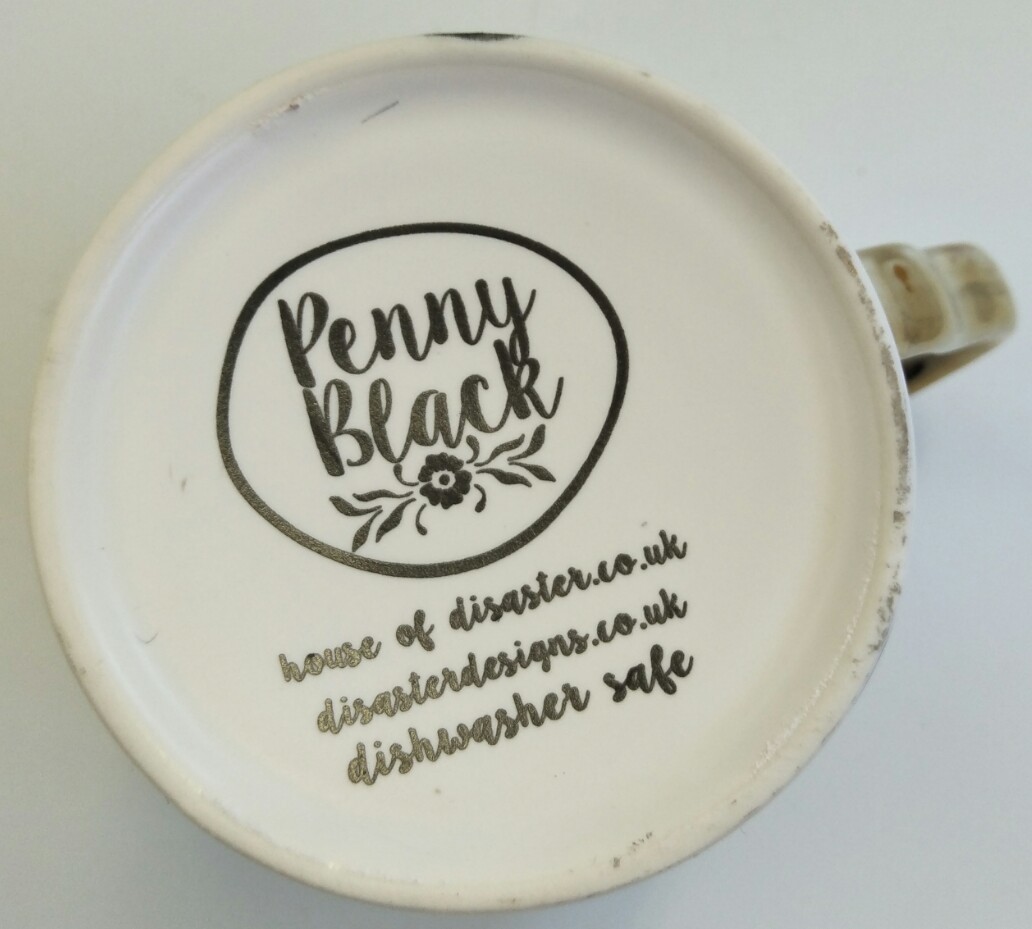 Penny
Black
house of disaster.co.uk
disasterdesigns.co.uk
dishwasher safe